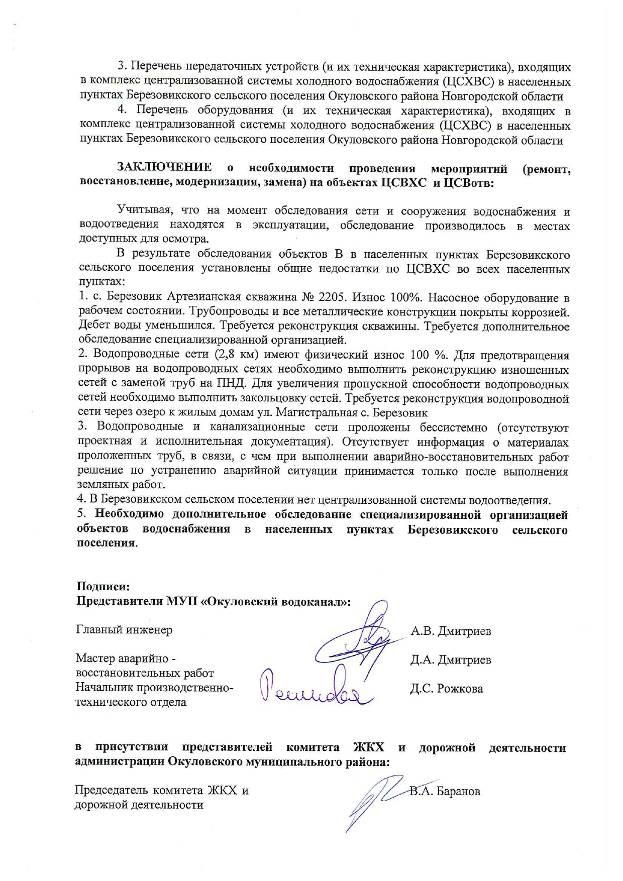 3. Перечень передаточных устройств (и их техническая характеристика), входящих
в комплекс централизованной системы холодного водоснабжения (ЦСХВС) в населенных
пунктах Березовикского сельского поселения Окуловского района Новгородской области
4. Перечень оборудования (и их техническая характеристика), входящих в
комплекс централизованной системы холодного водоснабжения (ЦСХВС) в населенных
пунктах Березовикского сельского поселения Окуловского района Новгородской области
ЗАКЛЮЧЕНИЕ о необходимости проведения мероприятий (ремонт,
восстановление, модернизация, замена) на объектах ЦСВХС и ЦСВотв:
Учитывая, что на момент обследования сети и сооружения водоснабжения и
водоотведения находятся в эксплуатации, обследование производилось в местах
доступных для осмотра.
В результате обследования объектов В в населенных пунктах Березовикского
сельского поселения установлены общие недостатки по ЦСВХС во всех населенных
пунктах:
1. с. Березовик Артезианская скважина № 2205. Износ 100%. Насосное оборудование в
рабочем состоянии. Трубопроводы и все металлические конструкции покрыты коррозией.
Дебет воды уменьшился. Требуется реконструкция скважины. Требуется дополнительное
обследование специализированной организацией.
2. Водопроводные сети (2,8 км) имеют физический износ 100 %. Для предотвращения
прорывов на водопроводных сетях необходимо выполнить реконструкцию изношенных
сетей с заменой труб на ПНД. Для увеличения пропускной способности водопроводных
сетей необходимо выполнить закольцовку сетей. Требуется реконструкция водопроводной
сети через озеро к жилым домам ул. Магистральная с. Березовик
3. Водопроводные и канализационные сети проложены бессистемно (отсутствуют
проектная и исполнительная документация). Отсутствует информация о материалах
проложенных труб, в связи, с чем при выполнении аварийно-восстановительных работ
решение по устранению аварийной ситуации принимается только после выполнения
земляных работ.
4. В Березовикском сельском поселении нет централизованной системы водоотведения.
5. Необходимо дополнительное обследование специализированной организацией
объектов водоснабжения в населенных пунктах Березовикского сельского
поселения.
Подписи:
Представители МУП «Окуловский водоканал»:
Главный инженер А.В. Дмитриев
Мастер аварийно - Д.А. Дмитриев
восстановительных работ
Начальник производственно- Д.С. Рожкова
технического отдела
в присутствии представителей комитета ЖКХ и дорожной деятельности
администрации Окуловского муниципального района:
Председатель комитета ЖКХ и В.А. Баранов
дорожной деятельности